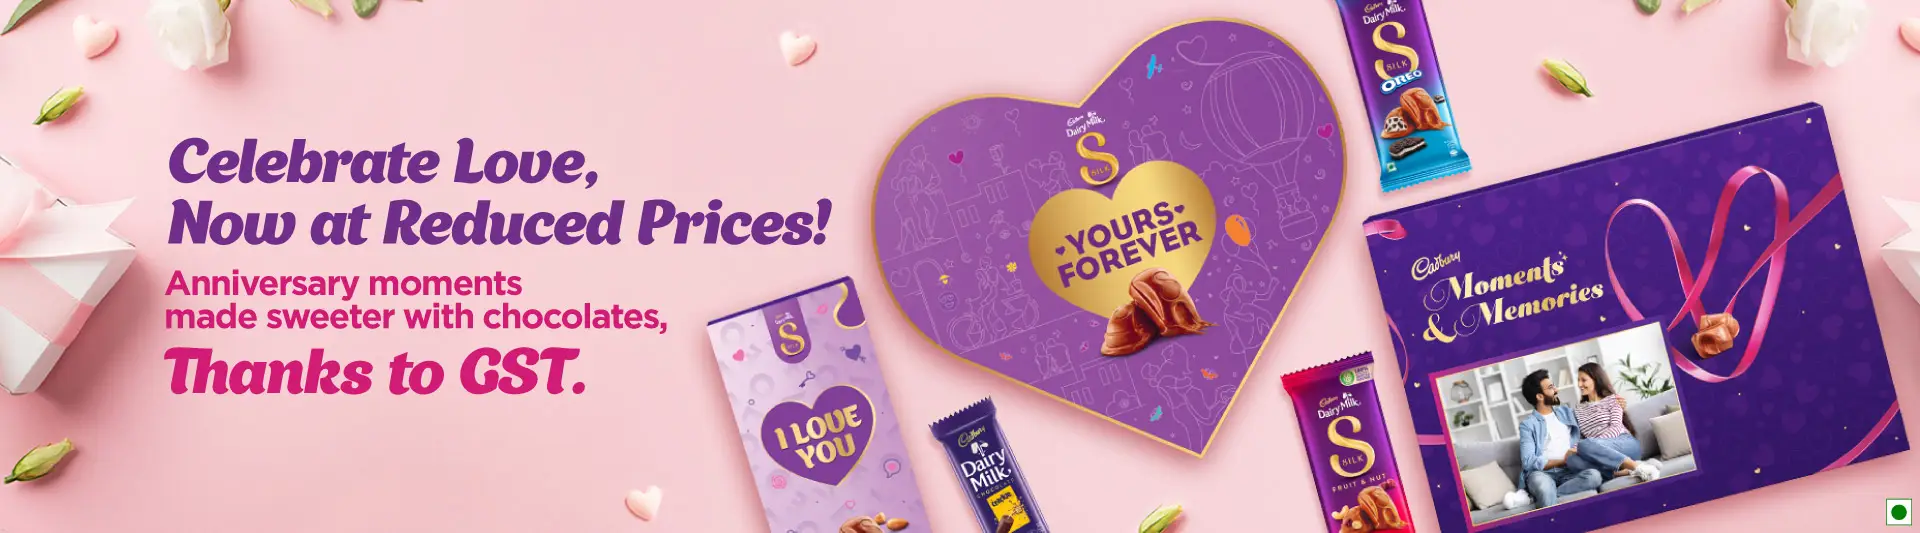 Celebrate Love,
Now at Reduced Prices!
Anniversary moments
made sweeter with chocolates,
Thanks to GST.
Cadbury
Dairy Milk
S
SILK
YOURS
FOREVER
S
SILK
I LOVE
YOU
Cadbury
Dairy
Milk
CHOCOLATE
Cadbury
Dairy Milk
S
SILK
OREO
Cadbury
Dairy Milk
S
SILK
FRUIT & NUT
Cadbury
Moments
& Memories